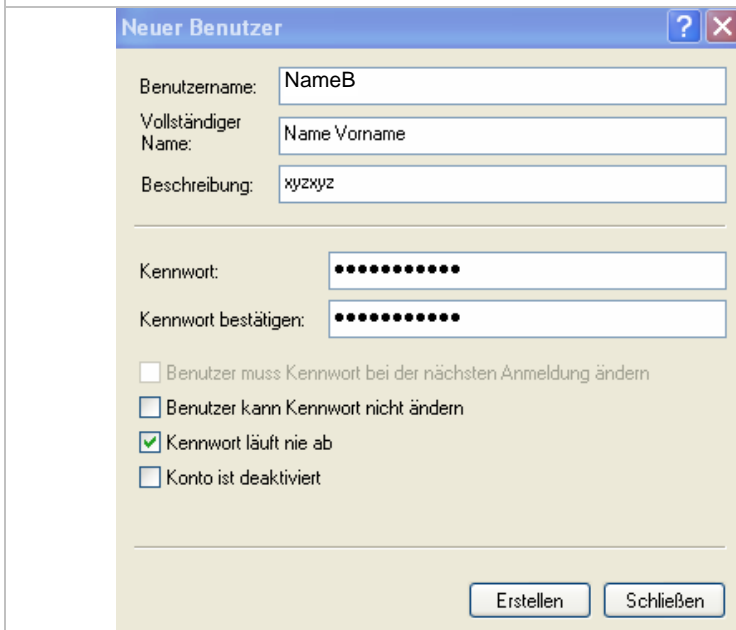 Neuer Benutzer
Benutzername: NameB
Vollständiger
Name: Name Vorname
Beschreibung: xyzxyz
Kennwort: ●●●●●●●●●●●
Kennwort bestätigen: ●●●●●●●●●●●
Benutzer muss Kennwort bei der nächsten Anmeldung ändern
Benutzer kann Kennwort nicht ändern
Kennwort läuft nie ab
Konto ist deaktiviert
Erstellen Schließen